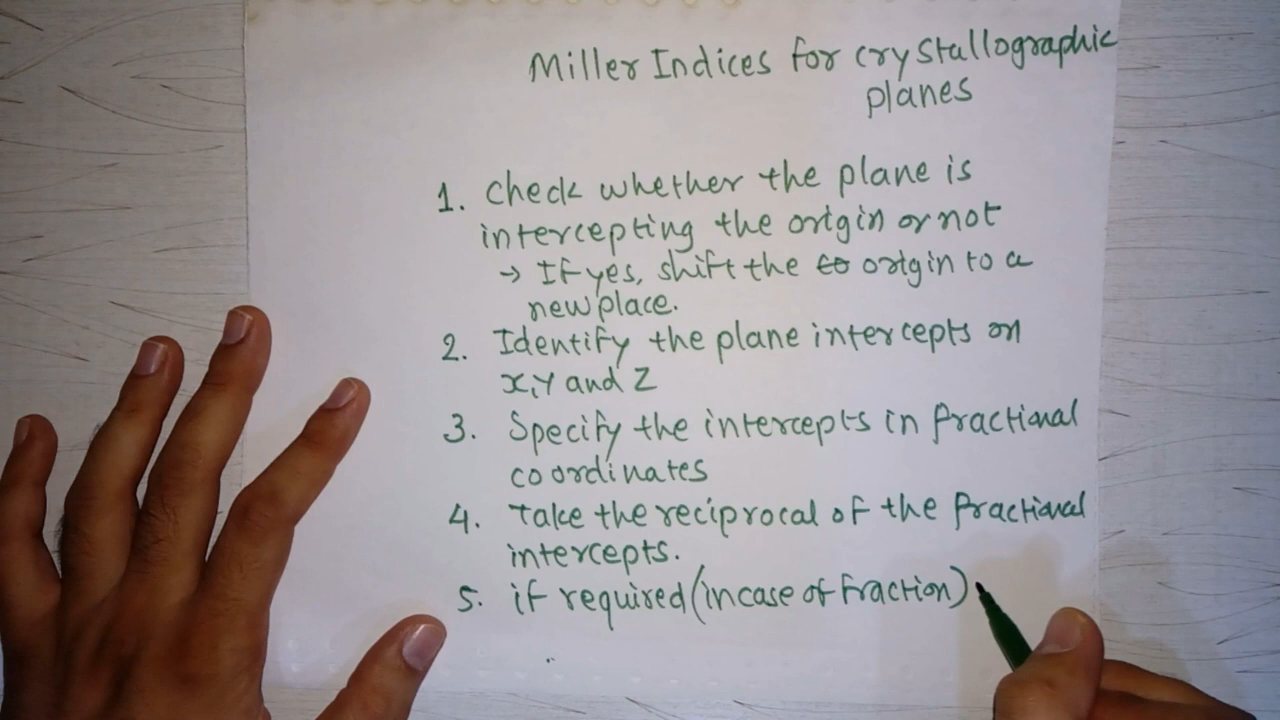 Miller Indices for crystallographic
planes
1. check whether the plane is
intercepting the origin or not
→ If yes, shift the to origin to a
new place.
2. Identify the plane intercepts on
X, Y and Z
3. Specify the intercepts in fractional
coordinates
4. Take the reciprocal of the fractional
intercepts.
5. if required (incase of fraction)